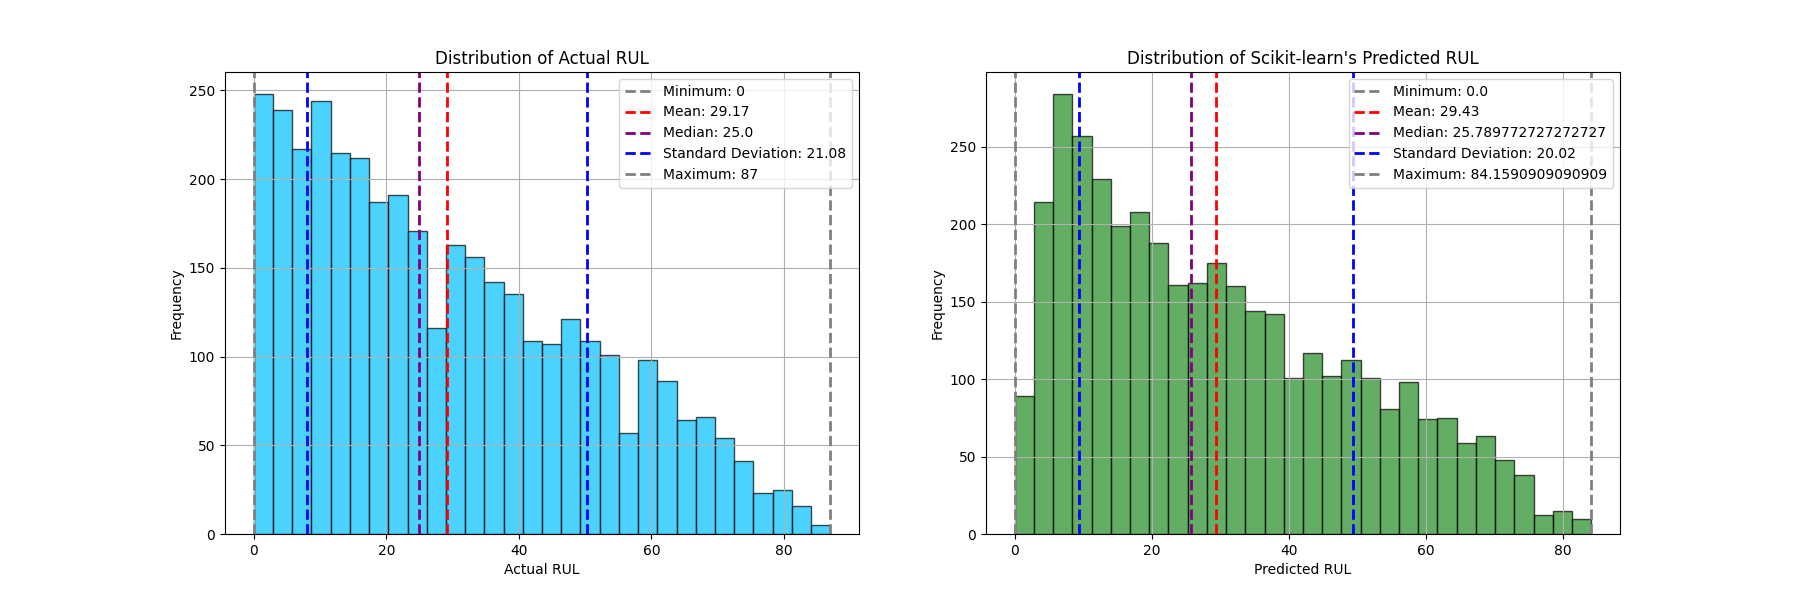 Distribution of Actual RUL
250
200
150
100
50
0
Frequency
0 20 40 60 80
Actual RUL
Minimum: 0
Mean: 29.17
Median: 25.0
Standard Deviation: 21.08
Maximum: 87
Distribution of Scikit-learn's Predicted RUL
250
200
150
100
50
0
Frequency
0 20 40 60 80
Predicted RUL
Minimum: 0.0
Mean: 29.43
Median: 25.789772727272727
Standard Deviation: 20.02
Maximum: 84.1590909090909